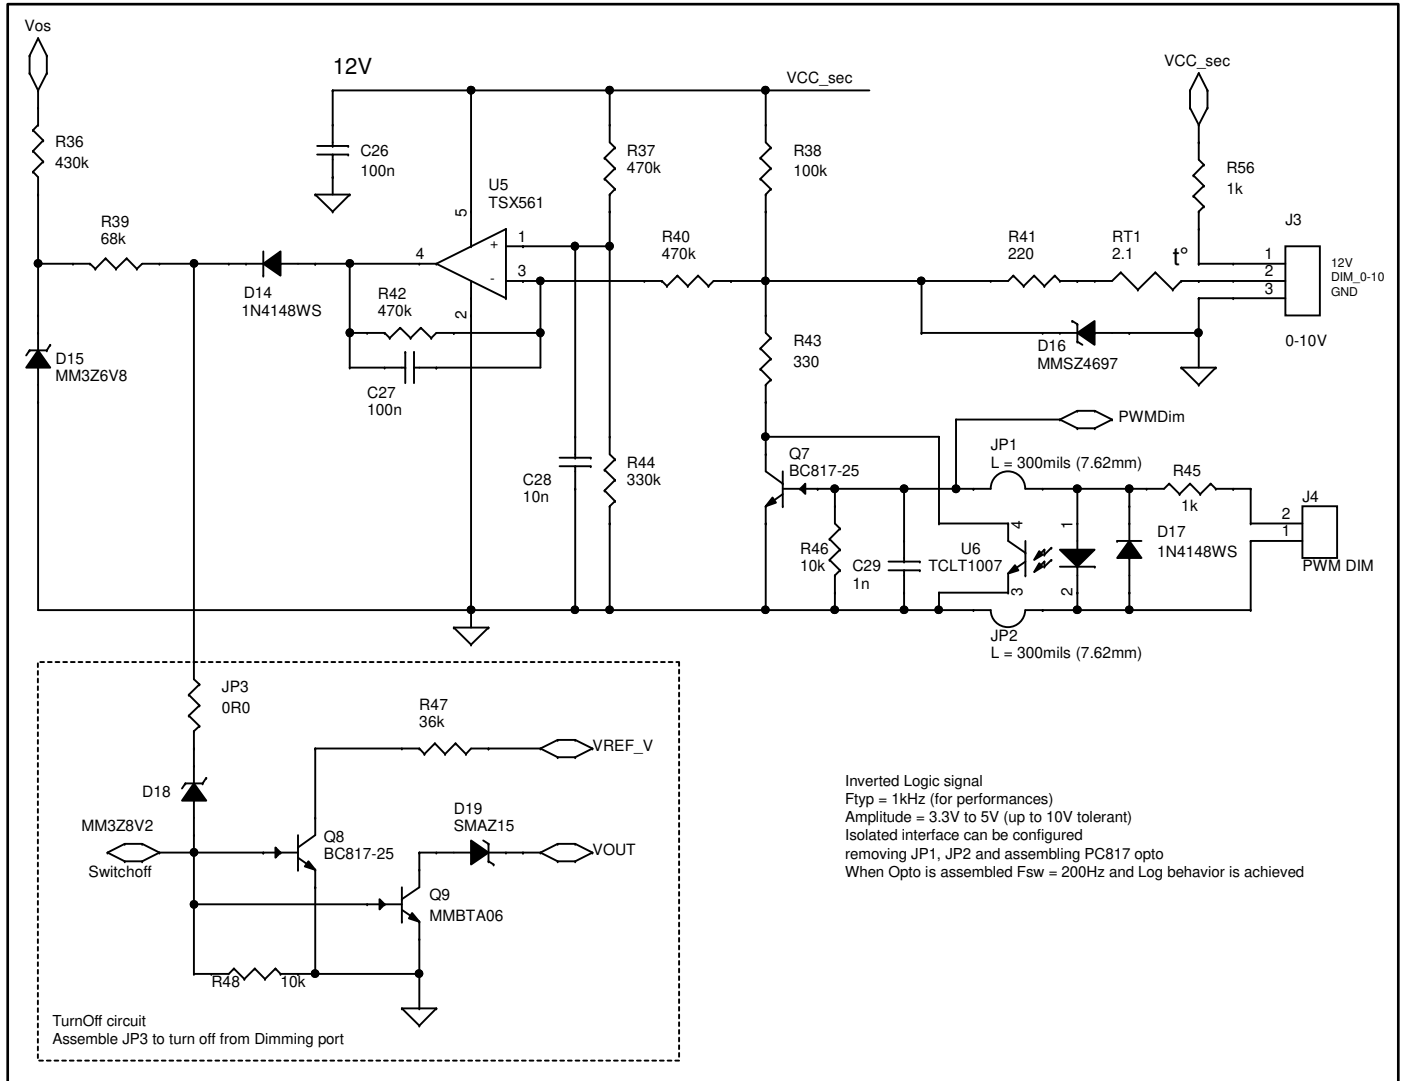 Vos
12V
VCC_sec
VCC_sec
R36
430k
C26
100n
R37
470k
R38
100k
R56
1k
U5
TSX561
5
J3
R39
68k
4
1
+
3
-
R40
470k
R41
220
RT1
2.1
t°
1
2
3
12V
DIM_0-10
GND
D14
1N4148WS
R42
470k
2
D15
MM3Z6V8
R43
330
D16
MMSZ4697
0-10V
C27
100n
PWMDim
Q7
BC817-25
JP1
L = 300mils (7.62mm)
C28
10n
R44
330k
R45
1k
J4
2
1
R46
10k
C29
1n
U6
TCLT1007
4
3
1
2
D17
1N4148WS
PWM DIM
JP2
L = 300mils (7.62mm)
JP3
0R0
R47
36k
VREF_V
D18
MM3Z8V2
D19
SMAZ15
Q8
BC817-25
VOUT
Switchoff
Q9
MMBTA06
R48
10k
TurnOff circuit
Assemble JP3 to turn off from Dimming port
Inverted Logic signal
Ftyp = 1kHz (for performances)
Amplitude = 3.3V to 5V (up to 10V tolerant)
Isolated interface can be configured
removing JP1, JP2 and assembling PC817 opto
When Opto is assembled Fsw = 200Hz and Log behavior is achieved